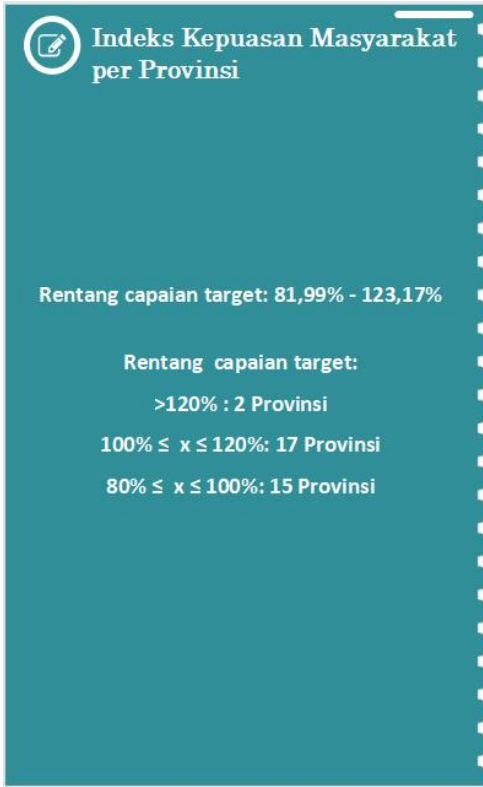 Indeks Kepuasan Masyarakat
per Provinsi
Rentang capaian target: 81,99% - 123,17%
Rentang  capaian target:
>120% : 2 Provinsi
100% ≤  x ≤ 120%: 17 Provinsi
80% ≤  x ≤ 100%: 15 Provinsi